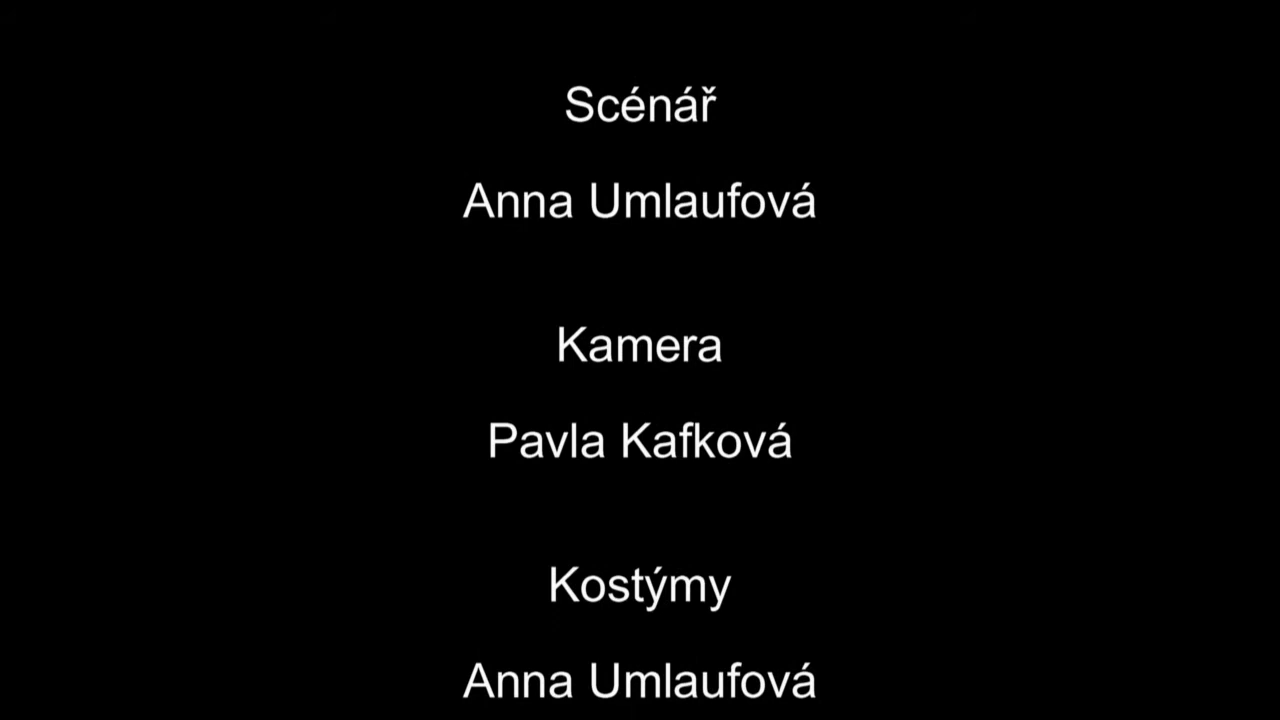 Scénář
Anna Umlaufová
Kamera
Pavla Kafková
Kostýmy
Anna Umlaufová